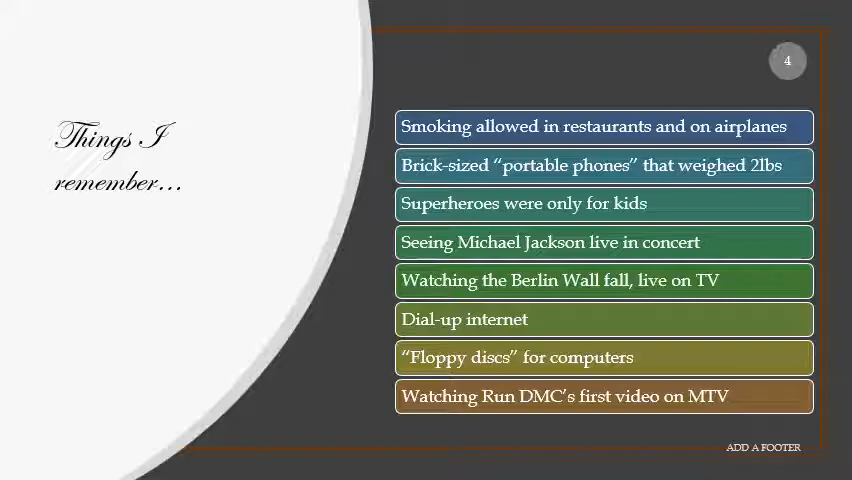 4
Things I
remember...
Smoking allowed in restaurants and on airplanes
Brick-sized “portable phones” that weighed 2lbs
Superheroes were only for kids
Seeing Michael Jackson live in concert
Watching the Berlin Wall fall, live on TV
Dial-up internet
“Floppy discs” for computers
Watching Run DMC’s first video on MTV
ADD A FOOTER